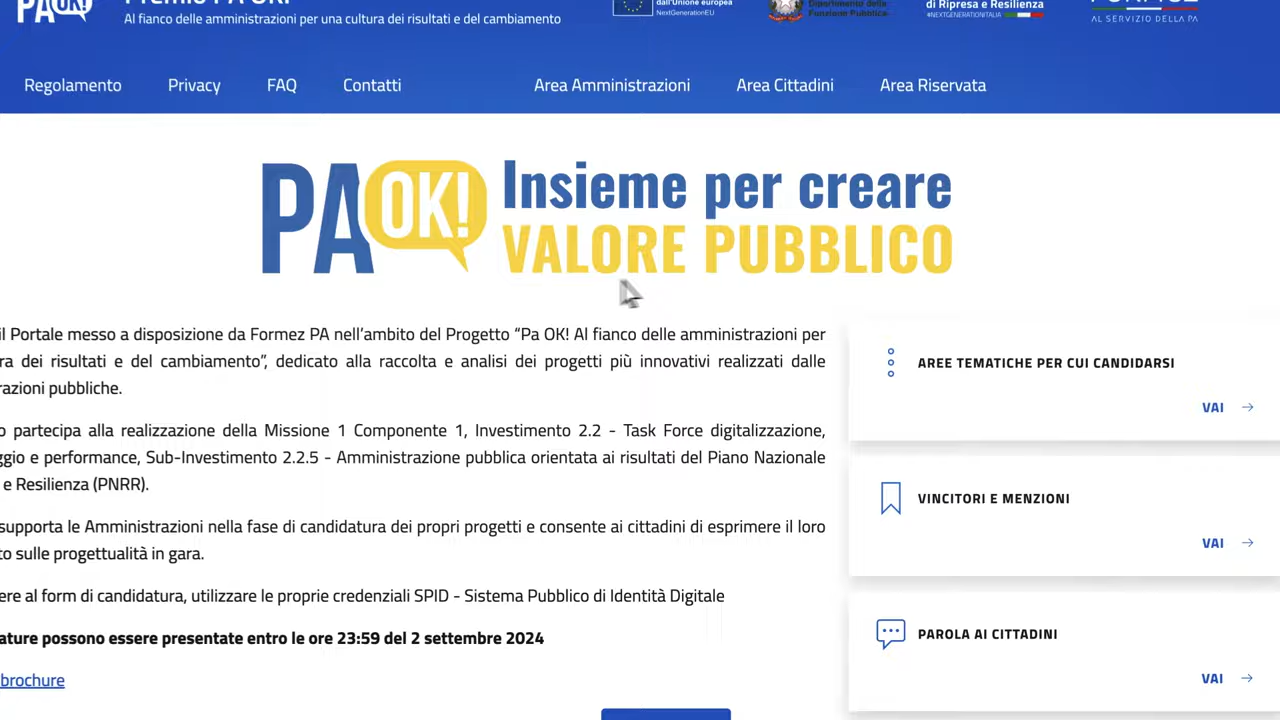 PA OK!
Al fianco delle amministrazioni per una cultura dei risultati e del cambiamento
dall'Unione europea
NextGenerationEU
Dipartimento della
Funzione Pubblica
di Ripresa e Resilienza
#NEXTGENERATIONITALIA
AL SERVIZIO DELLA PA
Regolamento
Privacy
FAQ
Contatti
Area Amministrazioni
Area Cittadini
Area Riservata
PA OK!
Insieme per creare
VALORE PUBBLICO
il Portale messo a disposizione da Formez PA nell'ambito del Progetto “Pa OK! Al fianco delle amministrazioni per
ra dei risultati e del cambiamento”, dedicato alla raccolta e analisi dei progetti più innovativi realizzati dalle
razioni pubbliche.
o partecipa alla realizzazione della Missione 1 Componente 1, Investimento 2.2 - Task Force digitalizzazione,
ggio e performance, Sub-Investimento 2.2.5 - Amministrazione pubblica orientata ai risultati del Piano Nazionale
e Resilienza (PNRR).
supporta le Amministrazioni nella fase di candidatura dei propri progetti e consente ai cittadini di esprimere il loro
to sulle progettualità in gara.
ere al form di candidatura, utilizzare le proprie credenziali SPID - Sistema Pubblico di Identità Digitale
ature possono essere presentate entro le ore 23:59 del 2 settembre 2024
brochure
AREE TEMATICHE PER CUI CANDIDARSI
VAI
VINCITORI E MENZIONI
VAI
PAROLA AI CITTADINI
VAI